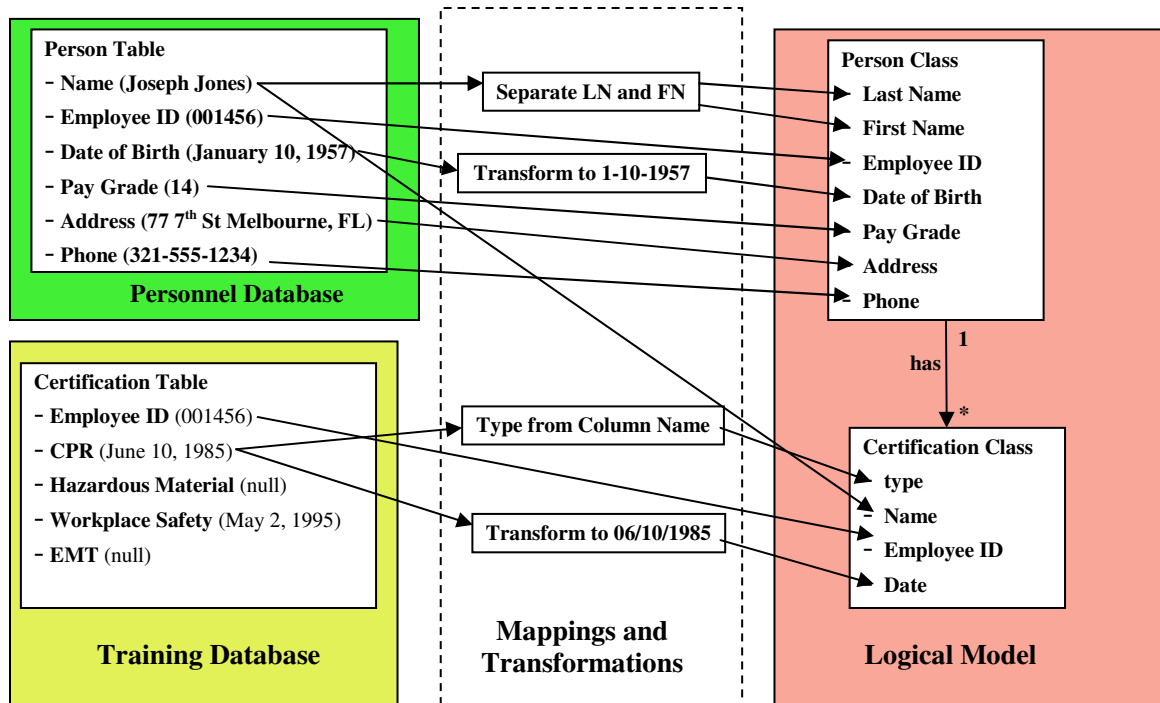 Person Table
- Name (Joseph Jones)
- Employee ID (001456)
- Date of Birth (January 10, 1957)
- Pay Grade (14)
- Address (77 7th St Melbourne, FL)
- Phone (321-555-1234)
Personnel Database
Certification Table
- Employee ID (001456)
- CPR (June 10, 1985)
- Hazardous Material (null)
- Workplace Safety (May 2, 1995)
- EMT (null)
Training Database
Separate LN and FN
Transform to 1-10-1957
Type from Column Name
Transform to 06/10/1985
Mappings and
Transformations
Person Class
- Last Name
- First Name
- Employee ID
- Date of Birth
- Pay Grade
- Address
- Phone
1
has
*
Certification Class
- type
- Name
- Employee ID
- Date
Logical Model